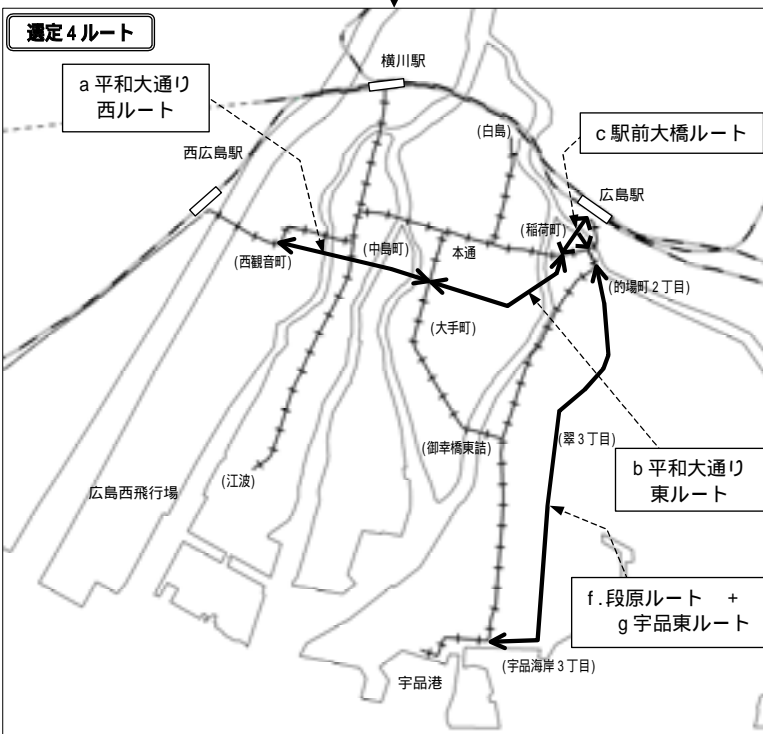 選定4ルート
横川駅
a 平和大通り
西ルート
(白島)
c 駅前大橋ルート
西広島駅
広島駅
(稲荷町)
(中島町)
本通
(西観音町)
(的場町2丁目)
(大手町)
(翠3丁目)
(御幸橋東詰)
b 平和大通り
東ルート
(江波)
広島西飛行場
f.段原ルート +
g 宇品東ルート
(宇品海岸3丁目)
宇品港